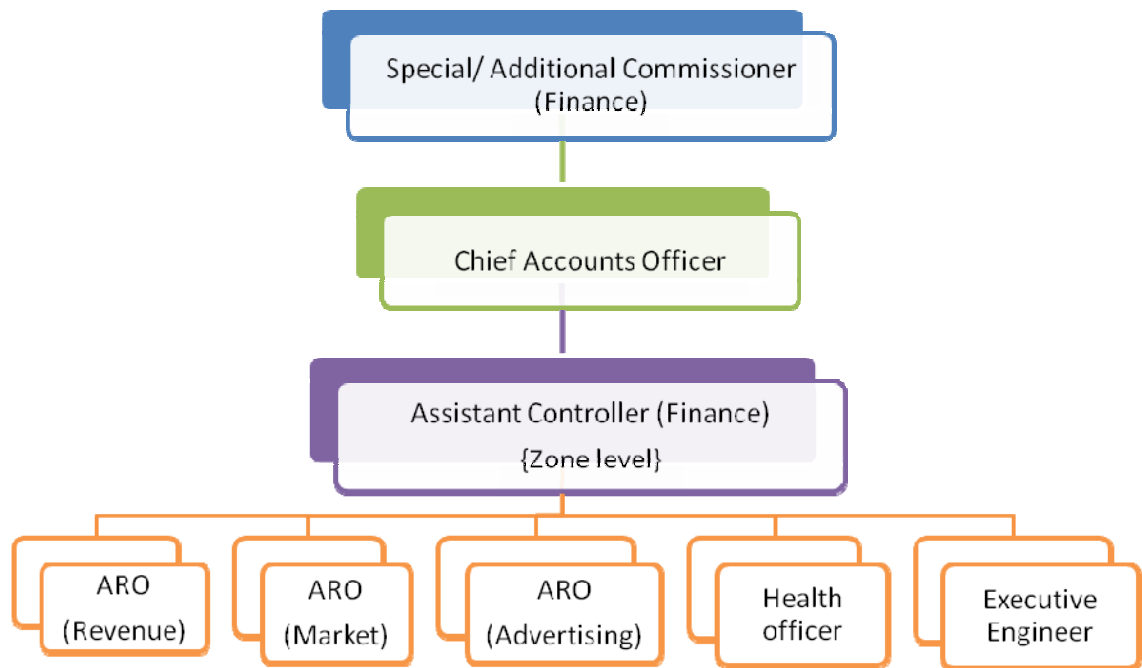 Special/ Additional Commissioner
(Finance)
Chief Accounts Officer
Assistant Controller (Finance)
{Zone level}
ARO
(Revenue)
ARO
(Market)
ARO
(Advertising)
Health
officer
Executive
Engineer